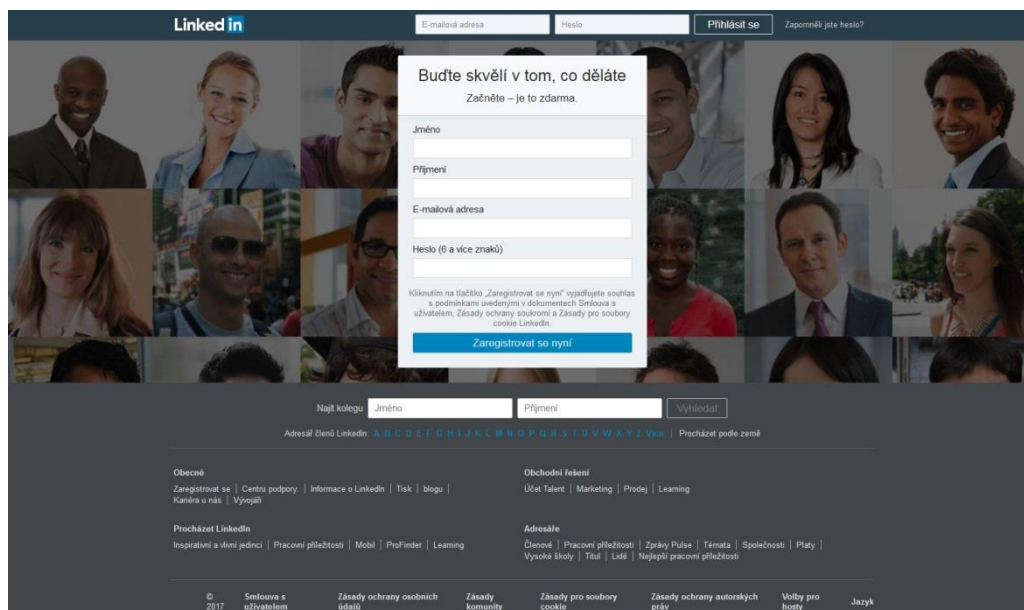 Linked in
E-mailová adresa Heslo Přihlásit se Zapomněli jste heslo?
Buďte skvělí v tom, co děláte
Začněte – je to zdarma.
Jméno
Příjmení
E-mailová adresa
Heslo (6 a více znaků)
Kliknutím na tlačítko „Zaregistrovat se nyní“ vyjadřujete souhlas
s podmínkami uvedenými v dokumentech Smlouva s
uživatelem, Zásady ochrany soukromí a Zásady pro soubory
cookie LinkedIn.
Zaregistrovat se nyní
Najít kolegu Jméno Příjmení Vyhledat
Adresář členů LinkedIn: A B C D E F G H I J K L M N O P Q R S T U V W X Y Z Více | Procházet podle země
Obecné
Zaregistrovat se | Centru podpory. | Informace o LinkedIn | Tisk | blogu |
Kariéra u nás | Vývojáři
Obchodní řešení
Účet Talent | Marketing | Prodej | Learning
Procházet LinkedIn
Inspirativní a vlivní jedinci | Pracovní příležitosti | Mobil | ProFinder | Learning
Adresáře
Členové | Pracovní příležitosti | Zprávy Pulse | Témata | Společnosti | Platy |
Vysoké školy | Titul | Lidé | Nejlepší pracovní příležitosti
© 2017 Smlouva s uživatelem Zásady ochrany osobních údajů Zásady komunity Zásady pro soubory cookie Zásady ochrany autorských práv Volby pro hosty Jazyk